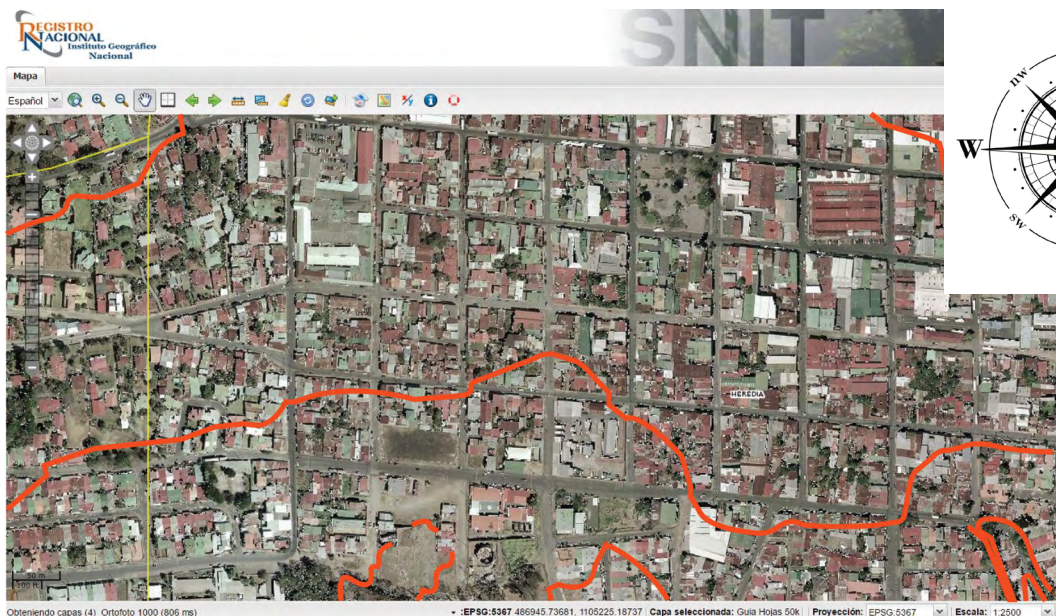 REGISTRO
NACIONAL
Instituto Geográfico
Nacional
SNIT
Mapa
Español
NW
W
SW
HEREDIA
50 m
Obteniendo capas (4) Ortofoto 1000 (806 ms)
:EPSG:5367 486945.73681, 1105225.18737 Capa seleccionada: Guia Hojas 50k Proyección: EPSG:5367 Escala: 1:2500